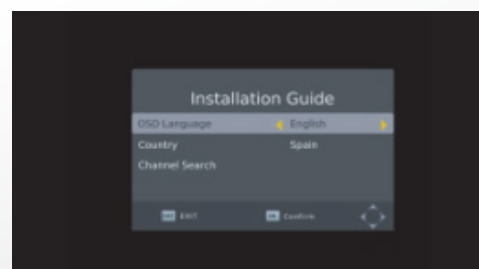 Installation Guide
OSD Language English
Country Spain
Channel Search
EXIT Confirm